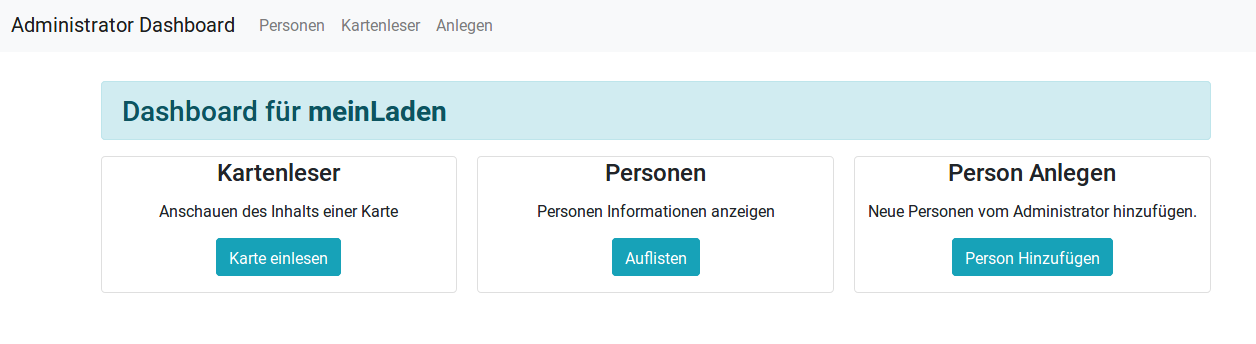 Administrator Dashboard Personen Kartenleser Anlegen
Dashboard für meinLaden
Kartenleser
Anschauen des Inhalts einer Karte
Karte einlesen
Personen
Personen Informationen anzeigen
Auflisten
Person Anlegen
Neue Personen vom Administrator hinzufügen.
Person Hinzufügen